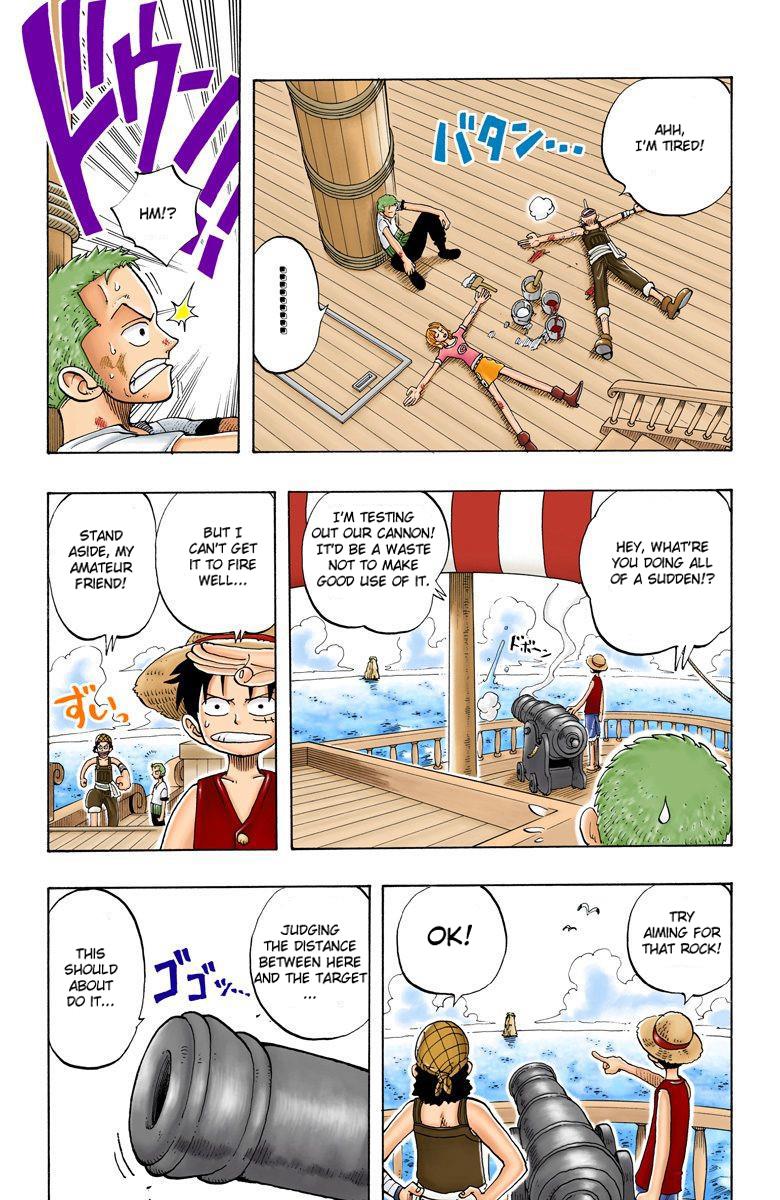 AHH,
I'M TIRED!
バタン…
ドウン!!
HM!?
HEY, WHAT'RE
YOU DOING ALL
OF A SUDDEN!?
I'M TESTING
OUT OUR CANNON!
IT'D BE A WASTE
NOT TO MAKE
GOOD USE OF IT.
ドボーン
BUT I
CAN'T GET
IT TO FIRE
WELL...
STAND
ASIDE, MY
AMATEUR
FRIEND!
ずいっ
TRY
AIMING FOR
THAT ROCK!
OK!
JUDGING
THE DISTANCE
BETWEEN HERE
AND THE TARGET
...
ゴゴッ…
THIS
SHOULD
ABOUT
DO IT...